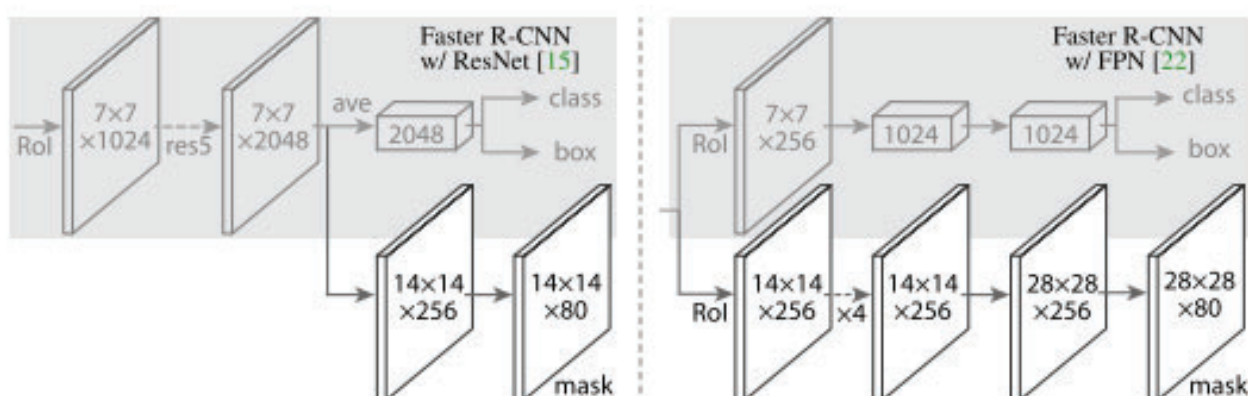 Faster R-CNN
w/ ResNet [15]
RoI
7×7
×1024
res5
7×7
×2048
ave
2048
class
box
14×14
×256
14×14
×80
mask
Faster R-CNN
w/ FPN [22]
RoI
7×7
×256
1024
1024
class
box
RoI
14×14
×256
×4
14×14
×256
28×28
×256
28×28
×80
mask